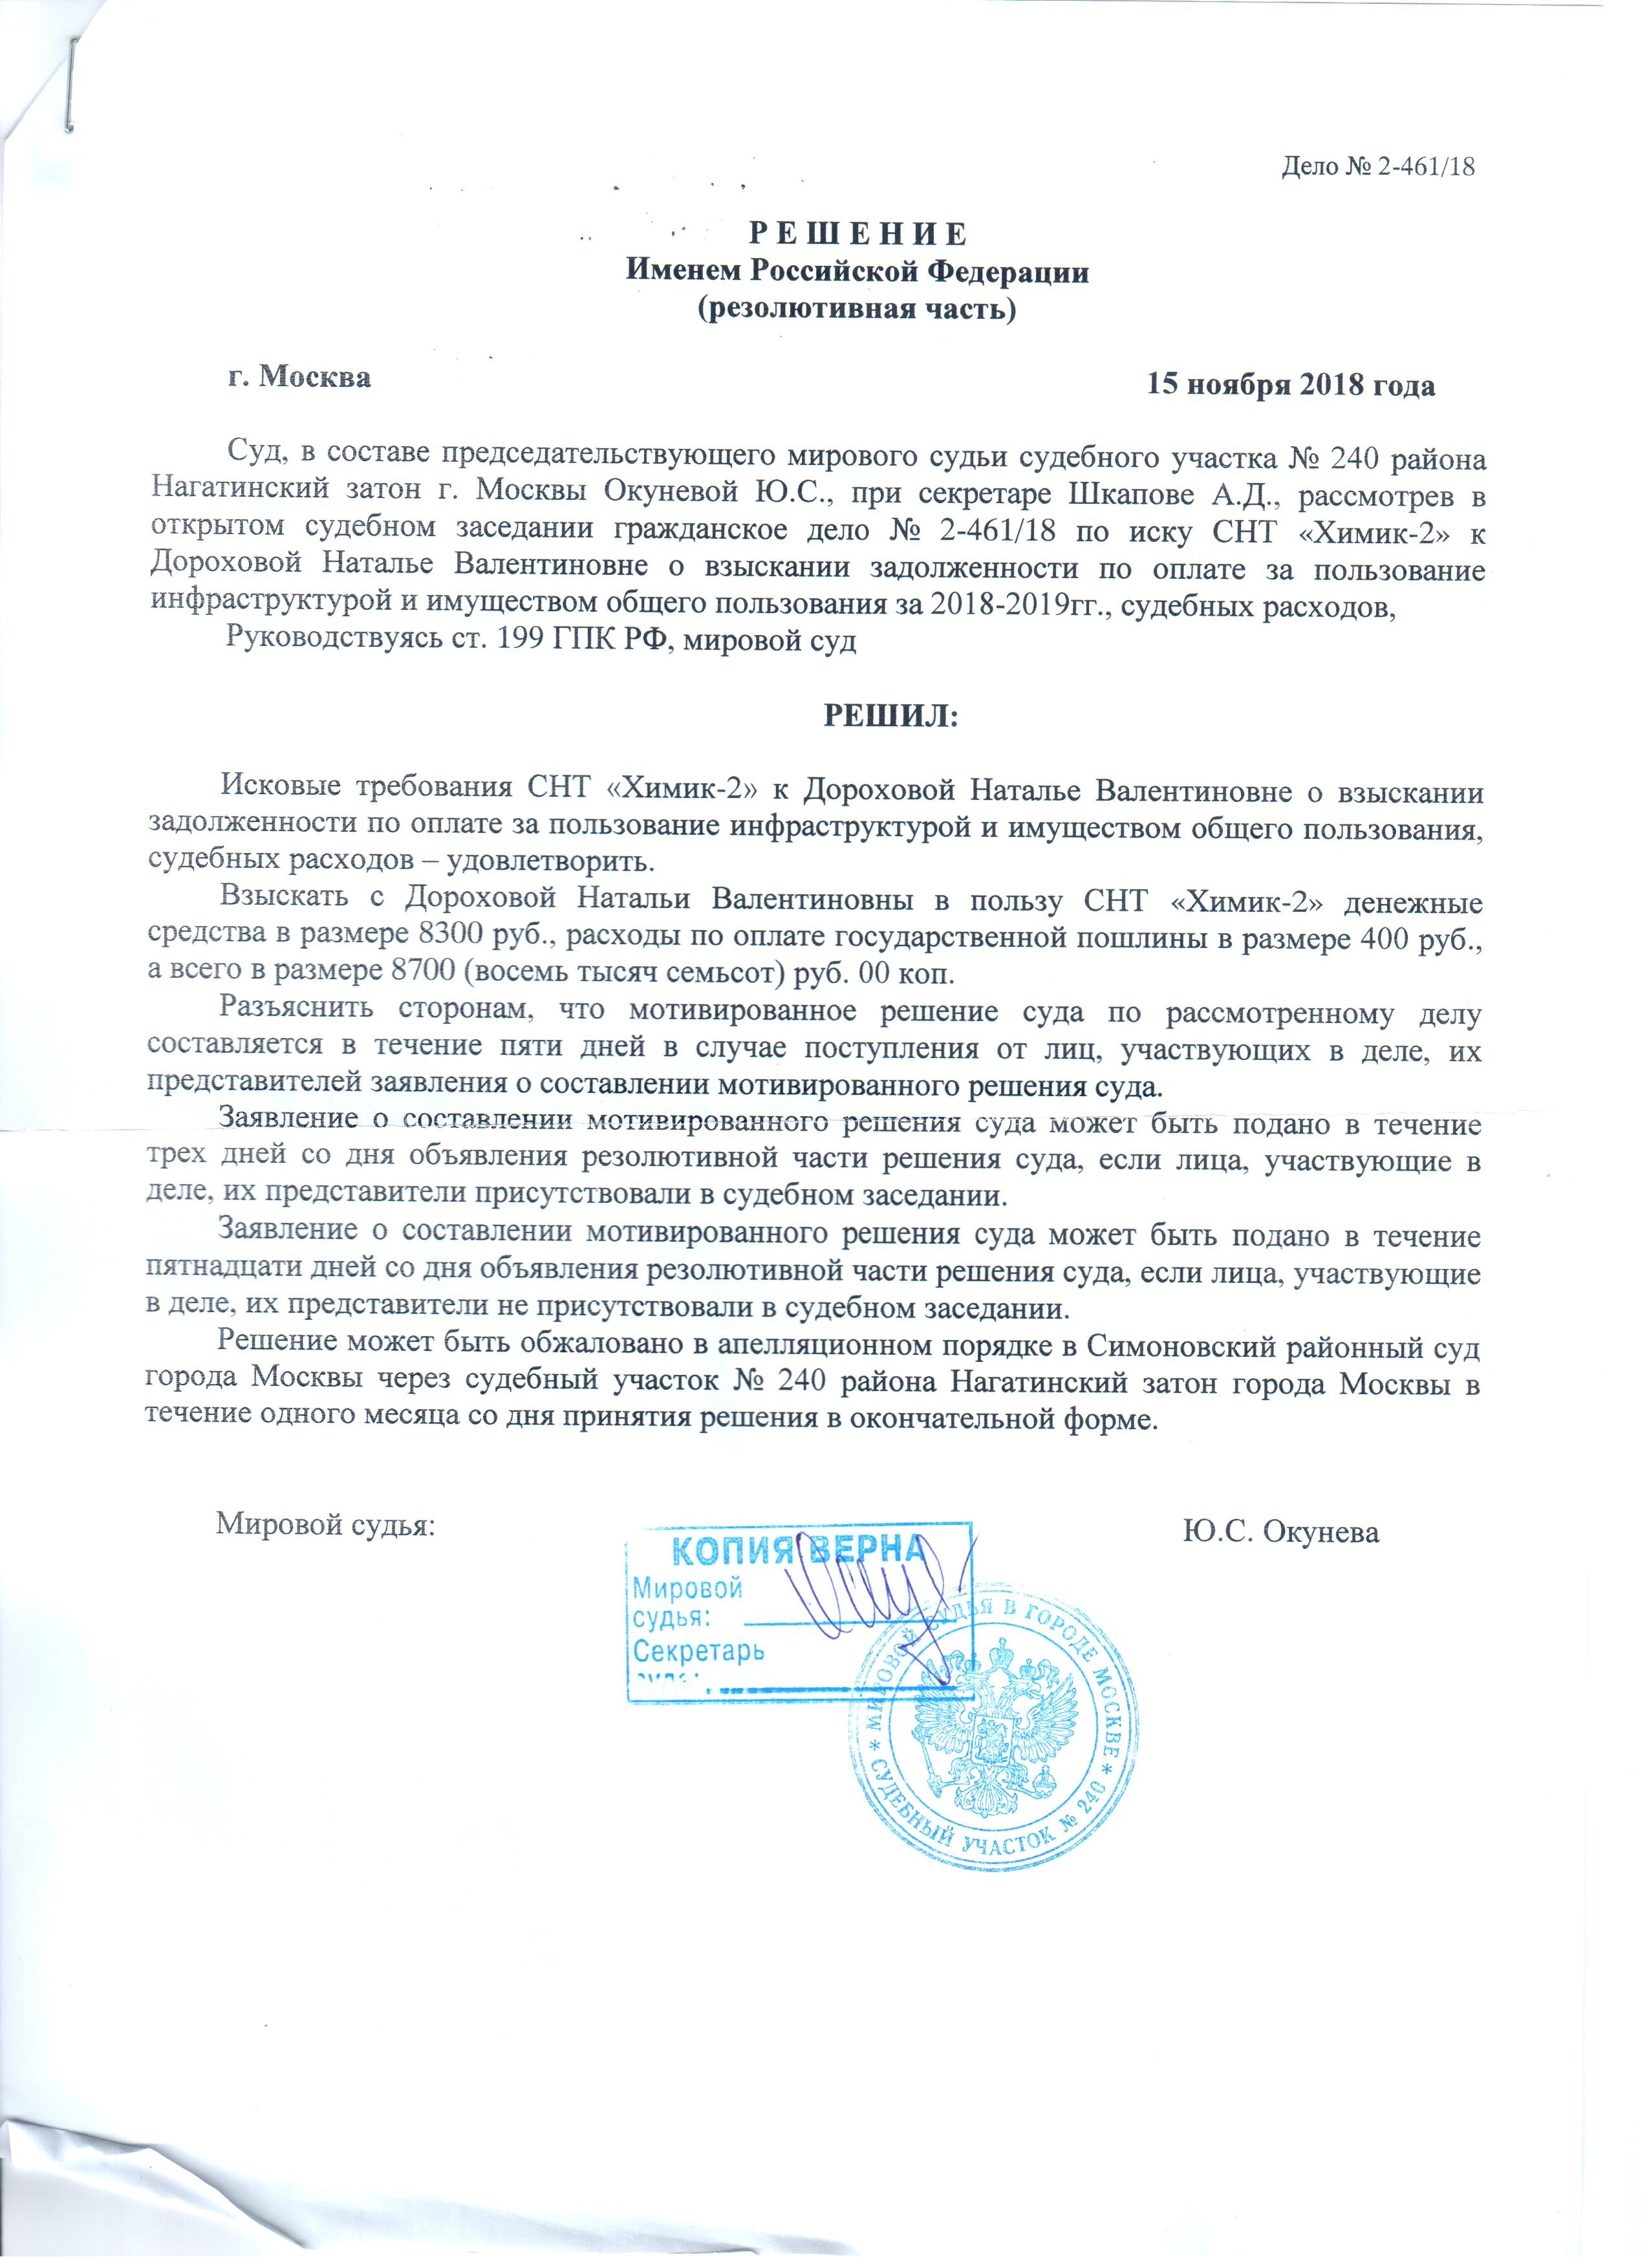 Дело № 2-461/18
Р Е Ш Е Н И Е
Именем Российской Федерации
(резолютивная часть)
г. Москва
15 ноября 2018 года
Суд, в составе председательствующего мирового судьи судебного участка № 240 района
Нагатинский затон г. Москвы Окуневой Ю.С., при секретаре Шкапове А.Д., рассмотрев в
открытом судебном заседании гражданское дело № 2-461/18 по иску СНТ «Химик-2» к
Дороховой Наталье Валентиновне о взыскании задолженности по оплате за пользование
инфраструктурой и имуществом общего пользования за 2018-2019гг., судебных расходов,
Руководствуясь ст. 199 ГПК РФ, мировой суд
РЕШИЛ:
Исковые требования СНТ «Химик-2» к Дороховой Наталье Валентиновне о взыскании
задолженности по оплате за пользование инфраструктурой и имуществом общего пользования,
судебных расходов – удовлетворить.
Взыскать с Дороховой Натальи Валентиновны в пользу СНТ «Химик-2» денежные
средства в размере 8300 руб., расходы по оплате государственной пошлины в размере 400 руб.,
а всего в размере 8700 (восемь тысяч семьсот) руб. 00 коп.
Разъяснить сторонам, что мотивированное решение суда по рассмотренному делу
составляется в течение пяти дней в случае поступления от лиц, участвующих в деле, их
представителей заявления о составлении мотивированного решения суда.
Заявление о составлении мотивированного решения суда может быть подано в течение
трех дней со дня объявления резолютивной части решения суда, если лица, участвующие в
деле, их представители присутствовали в судебном заседании.
Заявление о составлении мотивированного решения суда может быть подано в течение
пятнадцати дней со дня объявления резолютивной части решения суда, если лица, участвующие
в деле, их представители не присутствовали в судебном заседании.
Решение может быть обжаловано в апелляционном порядке в Симоновский районный суд
города Москвы через судебный участок № 240 района Нагатинский затон города Москвы в
течение одного месяца со дня принятия решения в окончательной форме.
Мировой судья:
Ю.С. Окунева
КОПИЯ ВЕРНА
Мировой
судья:
Секретарь
* МИРОВОЙ СУДЬЯ В ГОРОДЕ МОСКВЕ *
СУДЕБНЫЙ УЧАСТОК № 240